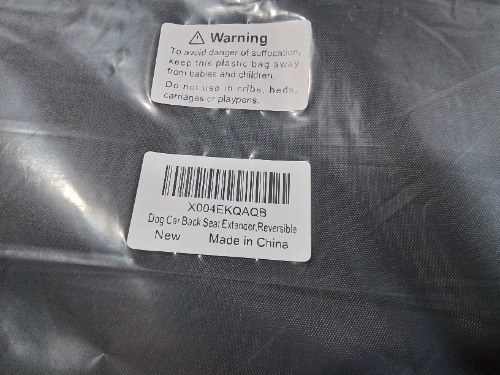 ⚠ Warning
To avoid danger of suffocation,
keep this plastic bag away
from babies and children.
Do not use in cribs, beds,
carriages or playpens.
X004EKQAQB
Dog Car Back Seat Extender,Reversible
New Made in China